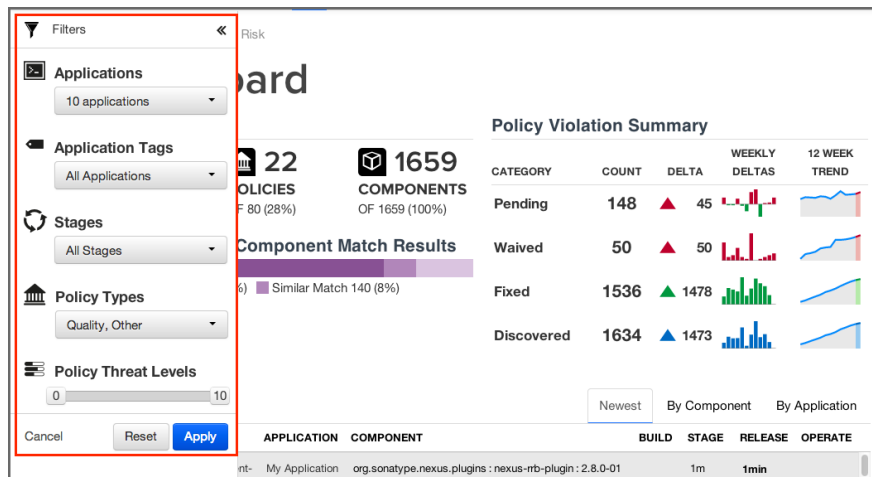 Filters
Risk
Applications
10 applications
Application Tags
All Applications
Stages
All Stages
Policy Types
Quality, Other
Policy Threat Levels
0 10
Cancel Reset Apply
22
1659
COMPONENTS
OF 80 (28%)
OF 1659 (100%)
Component Match Results
Similar Match 140 (8%)
Policy Violation Summary
CATEGORY COUNT DELTA WEEKLY DELTAS 12 WEEK TREND
Pending 148 45
Waived 50 50
Fixed 1536 1478
Discovered 1634 1473
Newest By Component By Application
APPLICATION COMPONENT BUILD STAGE RELEASE OPERATE
My Application org.sonatype.nexus.plugins : nexus-rrb-plugin : 2.8.0-01 1m 1min